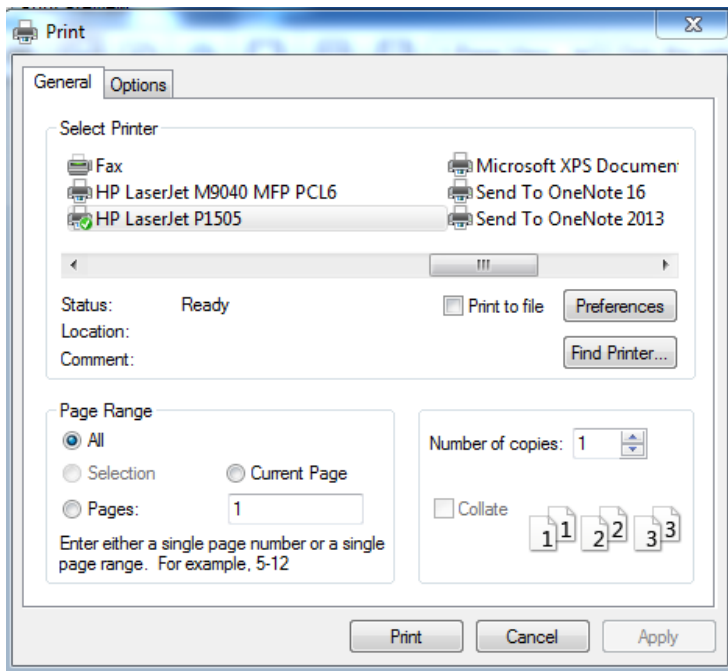 Print
General
Options
Select Printer
Fax
HP LaserJet M9040 MFP PCL6
HP LaserJet P1505
Microsoft XPS Documen
Send To OneNote 16
Send To OneNote 2013
Status: Ready
Location:
Comment:
Print to file
Preferences
Find Printer...
Page Range
All
Selection
Current Page
Pages: 1
Enter either a single page number or a single
page range. For example, 5-12
Number of copies: 1
Collate
1 1 2 2 3 3
Print
Cancel
Apply